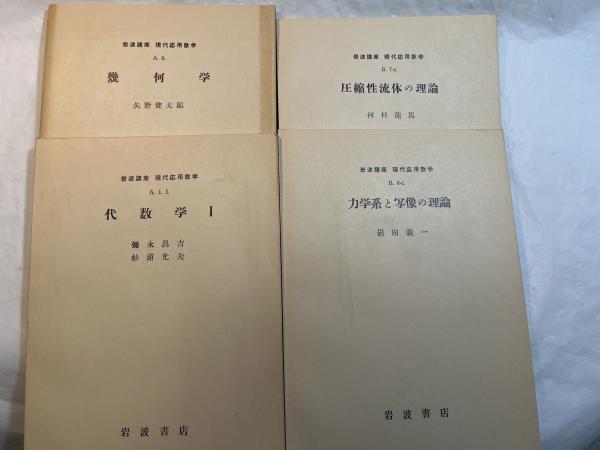 岩波講座 現代応用数学
A. 6.
幾何学
矢野健太郎
岩波講座 現代応用数学
B. 7-e.
圧縮性流体の理論
河村龍馬
岩波講座 現代応用数学
A. 1. I.
代数学 I
彌永昌吉
杉浦光夫
岩波書店
岩波講座 現代応用数学
B. 6-c.
力学系と写像の理論
岩田義一
岩波書店